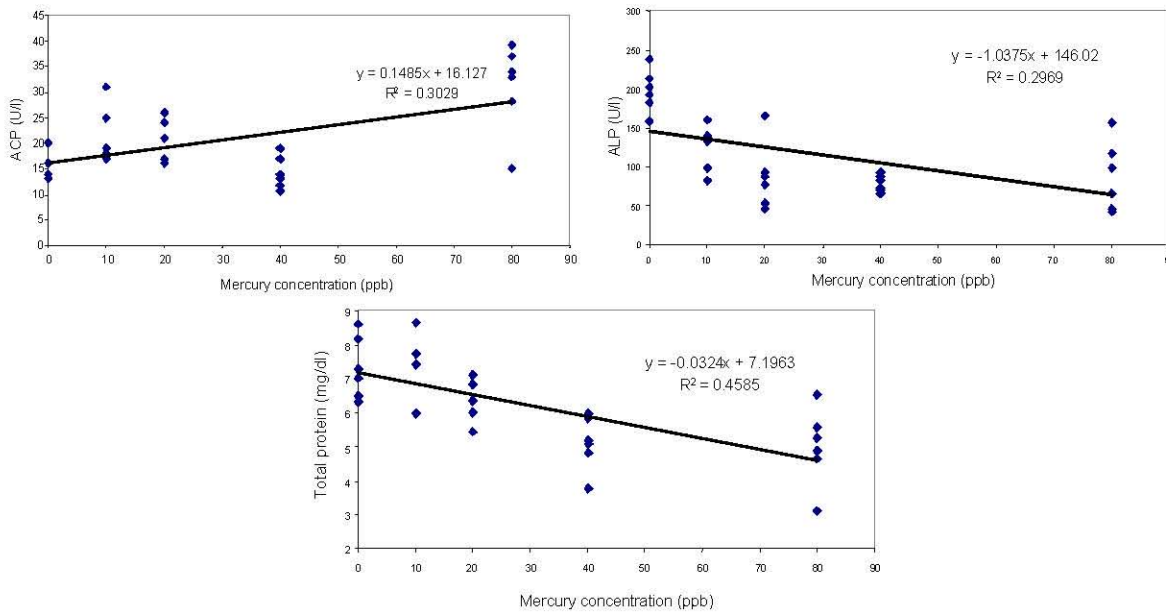 45
40
35
30
25
20
15
10
5
0
ACP (U/l)
y = 0.1485x + 16.127
R² = 0.3029
0 10 20 30 40 50 60 70 80 90
Mercury concentration (ppb)
300
250
200
150
100
50
0
ALP (U/l)
y = -1.0375x + 146.02
R² = 0.2969
0 10 20 30 40 50 60 70 80 90
Mercury concentration (ppb)
9
8
7
6
5
4
3
2
Total protein (mg/dl)
y = -0.0324x + 7.1963
R² = 0.4585
0 10 20 30 40 50 60 70 80 90
Mercury concentration (ppb)